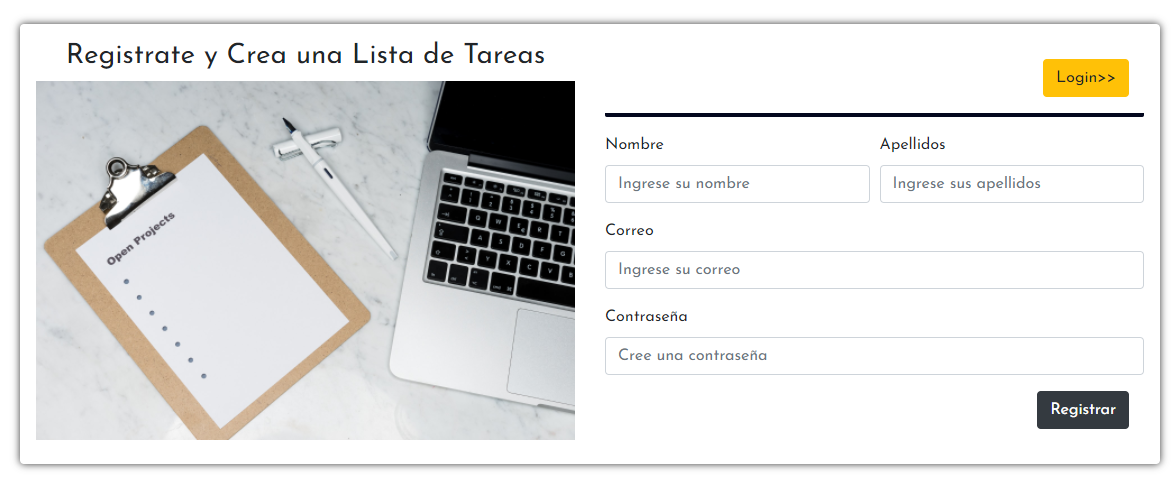 Registrate y Crea una Lista de Tareas
Open Projects
Login>>
Nombre
Apellidos
Ingrese su nombre
Ingrese sus apellidos
Correo
Ingrese su correo
Contraseña
Cree una contraseña
Registrar